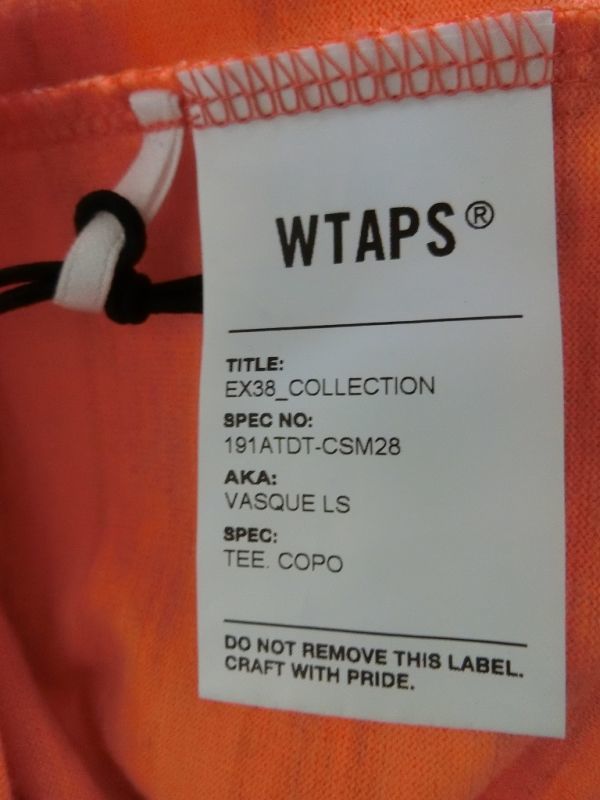 WTAPS®
TITLE:
EX38_COLLECTION
SPEC NO:
191ATDT-CSM28
AKA:
VASQUE LS
SPEC:
TEE. COPO
DO NOT REMOVE THIS LABEL.
CRAFT WITH PRIDE.